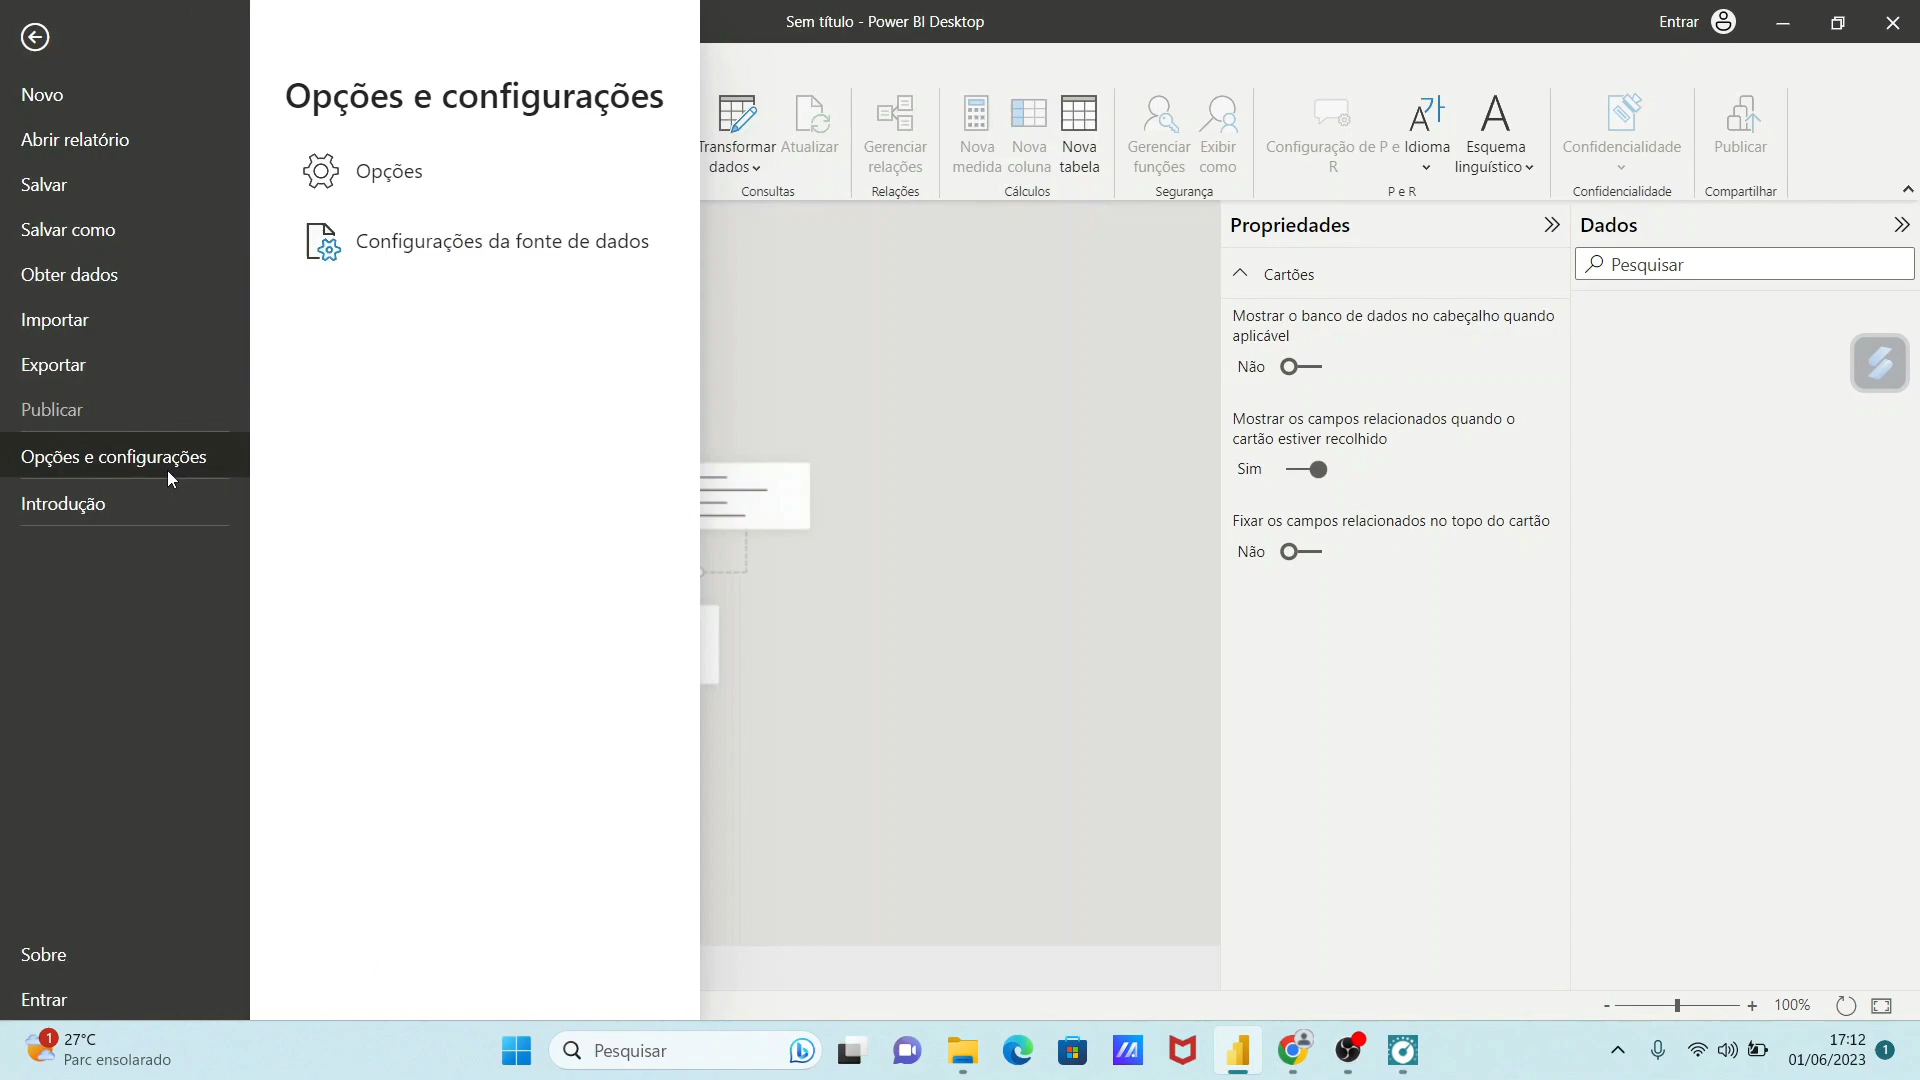 Sem título - Power BI Desktop
Entrar
Novo
Abrir relatório
Salvar
Salvar como
Obter dados
Importar
Exportar
Publicar
Opções e configurações
Introdução
Sobre
Entrar
Opções e configurações
Opções
Configurações da fonte de dados
Transformar
dados
Atualizar
Consultas
Gerenciar
relações
Relações
Nova
medida
Nova
coluna
Nova
tabela
Cálculos
Gerenciar
funções
Exibir
como
Segurança
Configuração de P e
R
Idioma
Esquema
linguístico
P e R
Confidencialidade
Confidencialidade
Publicar
Compartilhar
Propriedades
Cartões
Mostrar o banco de dados no cabeçalho quando
aplicável
Não
Mostrar os campos relacionados quando o
cartão estiver recolhido
Sim
Fixar os campos relacionados no topo do cartão
Não
Dados
Pesquisar
- + 100%
1
27°C
Parc ensolarado
Pesquisar
17:12
01/06/2023
1